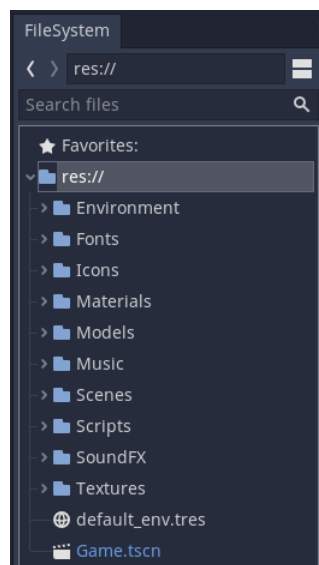 FileSystem
res://
Search files
Favorites:
res://
Environment
Fonts
Icons
Materials
Models
Music
Scenes
Scripts
SoundFX
Textures
default_env.tres
Game.tscn